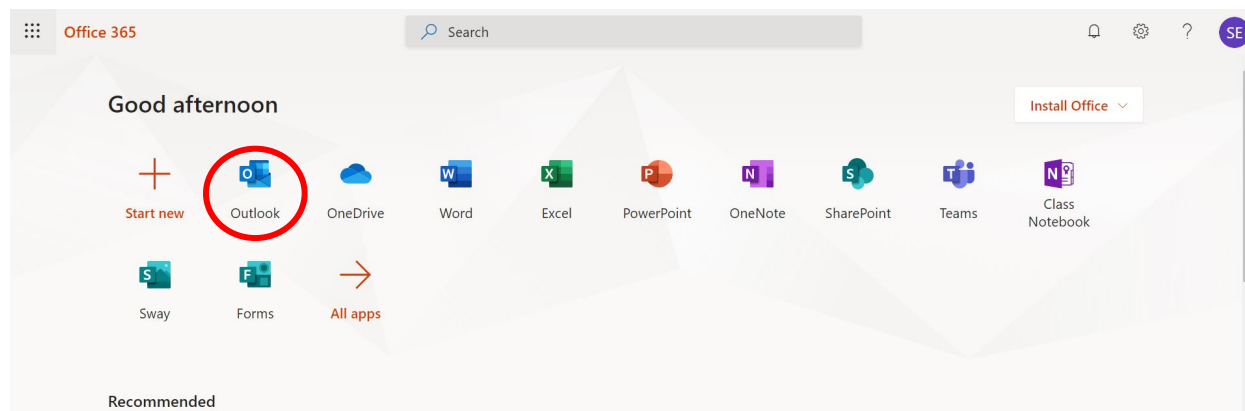 Office 365
Search
?
SE
Good afternoon
Install Office
Start new
Outlook
OneDrive
Word
Excel
PowerPoint
OneNote
SharePoint
Teams
Class
Notebook
Sway
Forms
All apps
Recommended